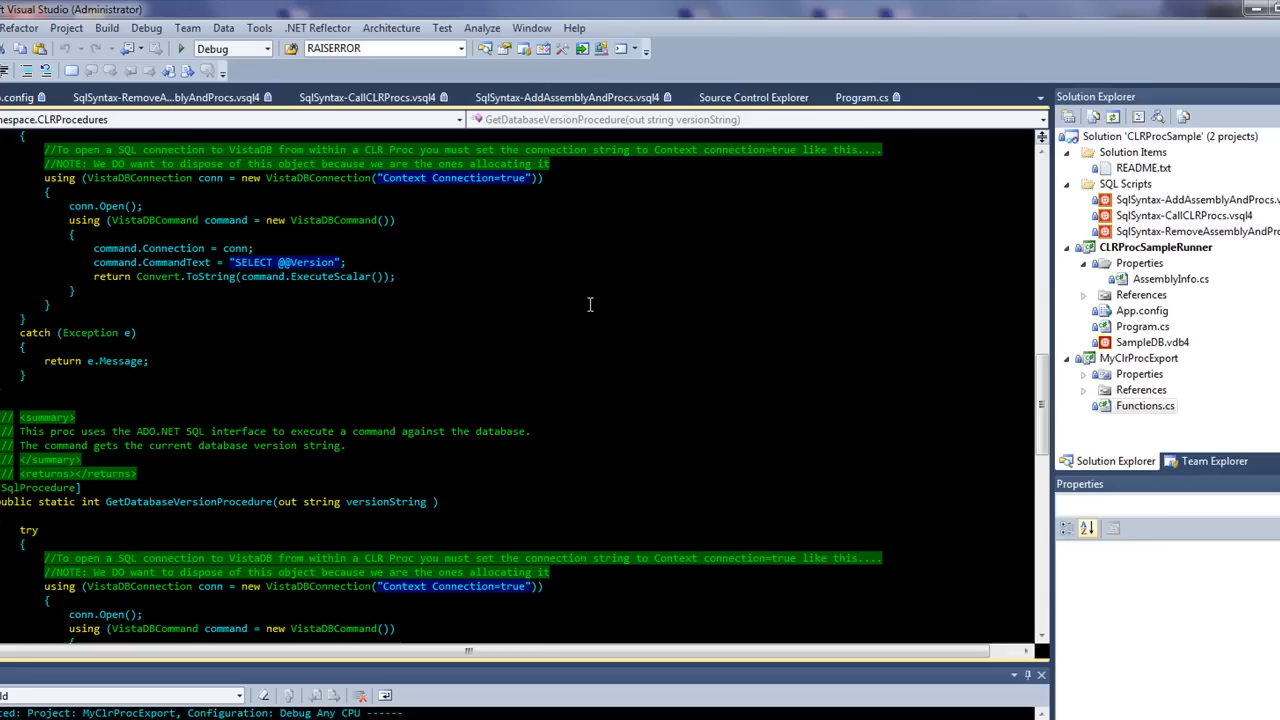 ft Visual Studio (Administrator)
Refactor Project Build Debug Team Data Tools .NET Reflector Architecture Test Analyze Window Help
Debug RAISERROR
.config SqlSyntax-RemoveA...blyAndProcs.vsql4 SqlSyntax-CallCLRProcs.vsql4 SqlSyntax-AddAssemblyAndProcs.vsql4 Source Control Explorer Program.cs
espace.CLRProcedures GetDatabaseVersionProcedure(out string versionString)
{
//To open a SQL connection to VistaDB from within a CLR Proc you must set the connection string to Context connection=true like this....
//NOTE: We DO want to dispose of this object because we are the ones allocating it
using (VistaDBConnection conn = new VistaDBConnection("Context Connection=true"))
{
conn.Open();
using (VistaDBCommand command = new VistaDBCommand())
{
command.Connection = conn;
command.CommandText = "SELECT @@Version";
return Convert.ToString(command.ExecuteScalar());
}
}
}
catch (Exception e)
{
return e.Message;
}
// <summary>
// This proc uses the ADO.NET SQL interface to execute a command against the database.
// The command gets the current database version string.
// </summary>
// <returns></returns>
SqlProcedure]
public static int GetDatabaseVersionProcedure(out string versionString )
try
{
//To open a SQL connection to VistaDB from within a CLR Proc you must set the connection string to Context connection=true like this....
//NOTE: We DO want to dispose of this object because we are the ones allocating it
using (VistaDBConnection conn = new VistaDBConnection("Context Connection=true"))
{
conn.Open();
using (VistaDBCommand command = new VistaDBCommand())
{
ld
ted: Project: MyClrProcExport, Configuration: Debug Any CPU ------
Solution Explorer
Solution 'CLRProcSample' (2 projects)
Solution Items
README.txt
SQL Scripts
SqlSyntax-AddAssemblyAndProcs.v
SqlSyntax-CallCLRProcs.vsql4
SqlSyntax-RemoveAssemblyAndProc
CLRProcSampleRunner
Properties
AssemblyInfo.cs
References
App.config
Program.cs
SampleDB.vdb4
MyClrProcExport
Properties
References
Functions.cs
Solution Explorer Team Explorer
Properties